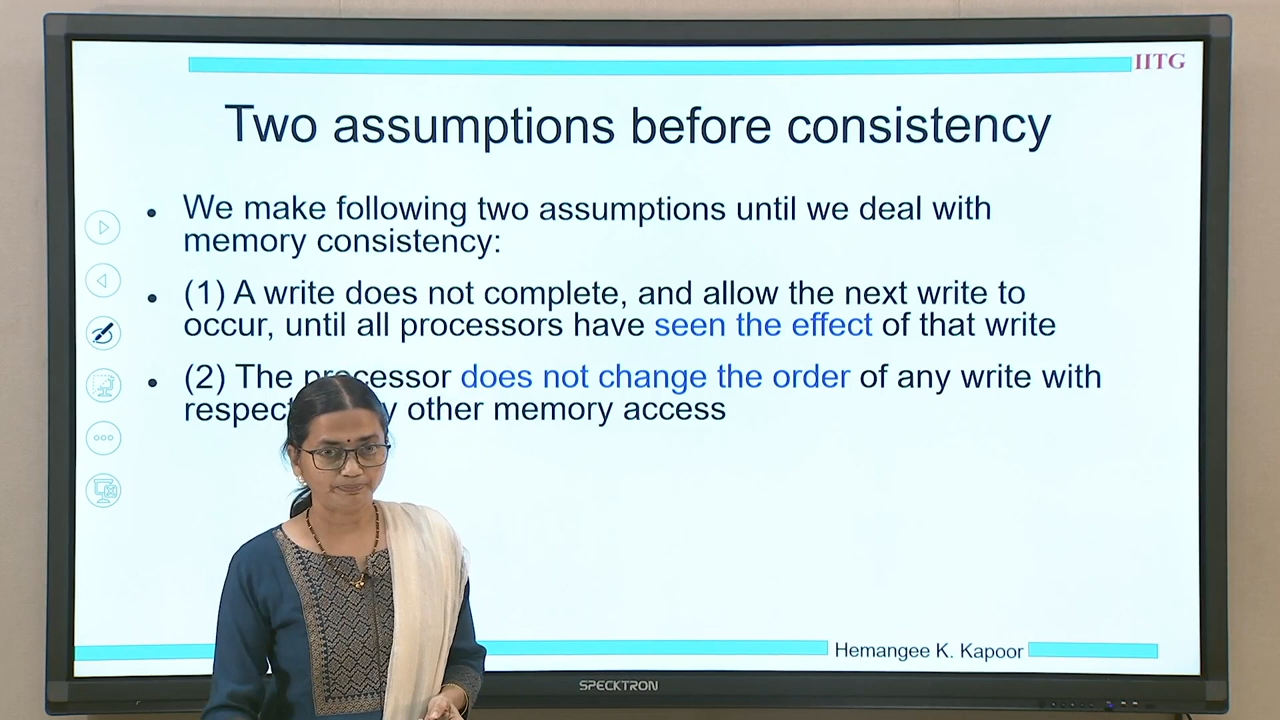 IITG
Two assumptions before consistency
• We make following two assumptions until we deal with
memory consistency:
• (1) A write does not complete, and allow the next write to
occur, until all processors have seen the effect of that write
• (2) The processor does not change the order of any write with
respect other memory access
Hemangee K. Kapoor
SPECKTRON